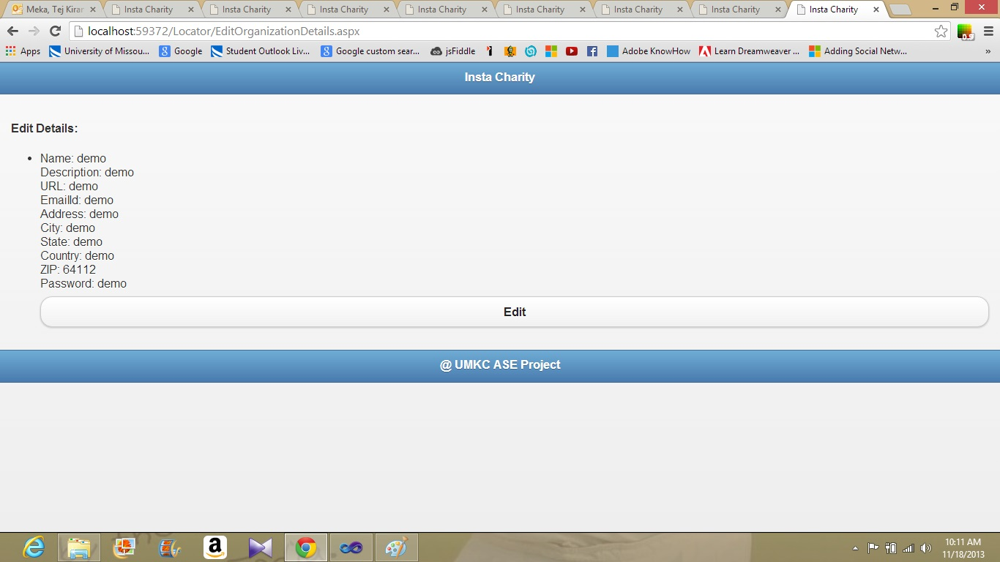 Meka, Tej Kiran
Insta Charity
Insta Charity
Insta Charity
Insta Charity
Insta Charity
Insta Charity
Insta Charity
Insta Charity
localhost:59372/Locator/EditOrganizationDetails.aspx
0.9
Apps University of Missou... Google Student Outlook Liv... Google custom sear... jsFiddle Adobe KnowHow Learn Dreamweaver ... Adding Social Netw... »
Insta Charity
Edit Details:
• Name: demo
Description: demo
URL: demo
EmailId: demo
Address: demo
City: demo
State: demo
Country: demo
ZIP: 64112
Password: demo
Edit
@ UMKC ASE Project
10:11 AM
11/18/2013